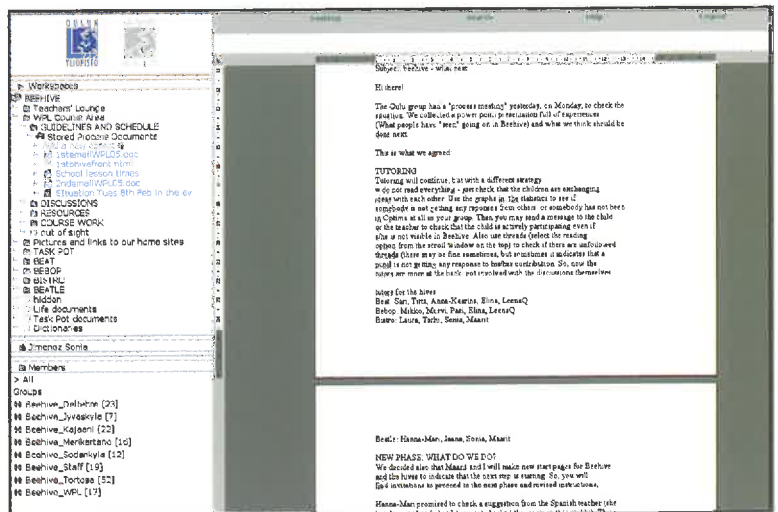 OULUN
YLIOPISTO
Workspaces
BEEHIVE
Teachers' Lounge
WPL Course Area
GUIDELINES AND SCHEDULE
Stored Process Documents
Add a new object
1stemailWPL05.doc
1stohivefront.html
School lesson times
2ndemailWPL05.doc
Situation Tues 8th Feb in the ev
DISCUSSIONS
RESOURCES
COURSE WORK
out of sight
Pictures and links to our home sites
TASK POT
BEAT
BEBOP
BISTRO
BEATLE
hidden
Life documents
Task Pot documents
Dictionaries
Jimenez Sonia
Members
> All
Groups
Beehive_Jyvaskyla [7]
Beehive_Kajaani [22]
Beehive_Merikartano [16]
Beehive_Sodankyla [12]
Beehive_Staff [19]
Beehive_Tortosa [52]
Beehive_WPL [17]
Search
Help
Subject: beehive - what next
Hi there!
The Oulu group had a "process meeting" yesterday, on Monday, to check the
situation. We collected a power point presentation full of experiences
(What people have "seen" going on in Beehive) and what we think should be
done next.
This is what we agreed:
TUTORING
Tutoring will continue, but with a different strategy
do not read everything - just check that the children are exchanging
ideas with each other. Use the graphs in the statistics to see if
somebody is not getting any reponses from others or somebody has not been
in Optima at all in your group. Then you may send a message to the child
or the teacher to check that the child is actively participating even if
s/he is not visible in Beehive. Also use threads (select the reading
option from the scroll window on the top) to check if there are unfollowed
threads (there may be fine sometimes, but sometimes it indicates that a
pupil is not getting any response to his/her contribution. So, now the
tutors are more at the back, not involved with the discussions themselves
tutors for the hives
Beat: Sari, Tytti, Anna-Katriina, Elina, LeenaQ
Bebop: Mikko, Mervi, Pasi, Elina, LeenaQ
Bistro: Laura, Sonia, Maarit
Beatle: Hanna-Mari, Jaana, Sonia, Maarit
NEW PHASE: WHAT DO WE DO?
We decided also that Maarit and I will make new start pages for Beehive
and the hives to indicate that the next step is starting. So, you will
find invitations to proceed to the next phase and revised instructions,
Hanna-Mari promised to check a suggestion from the Spanish teacher (she